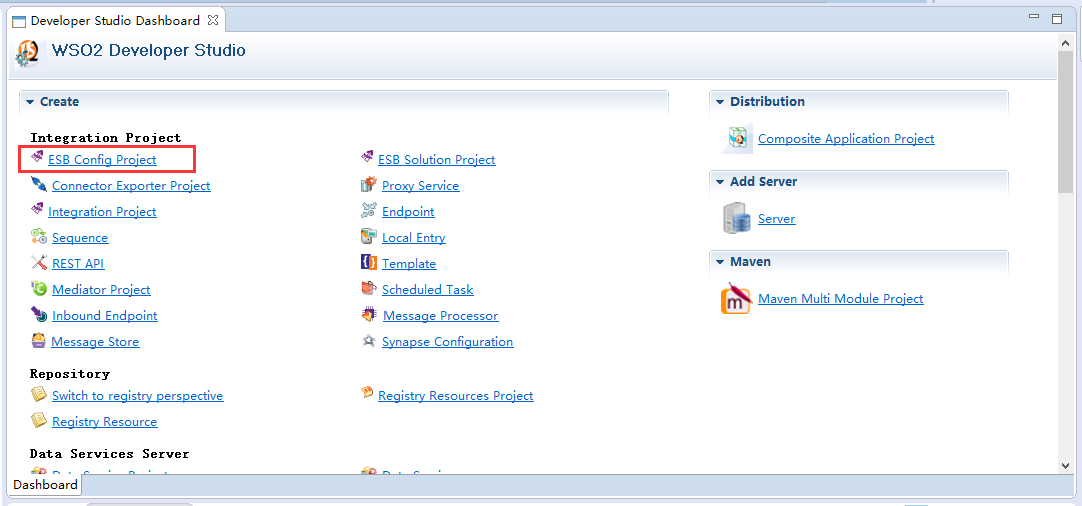 Developer Studio Dashboard
WSO2 Developer Studio
Create
Integration Project
ESB Config Project
ESB Solution Project
Connector Exporter Project
Proxy Service
Integration Project
Endpoint
Sequence
Local Entry
REST API
Template
Mediator Project
Scheduled Task
Inbound Endpoint
Message Processor
Message Store
Synapse Configuration
Repository
Switch to registry perspective
Registry Resources Project
Registry Resource
Data Services Server
Distribution
Composite Application Project
Add Server
Server
Maven
Maven Multi Module Project
Dashboard